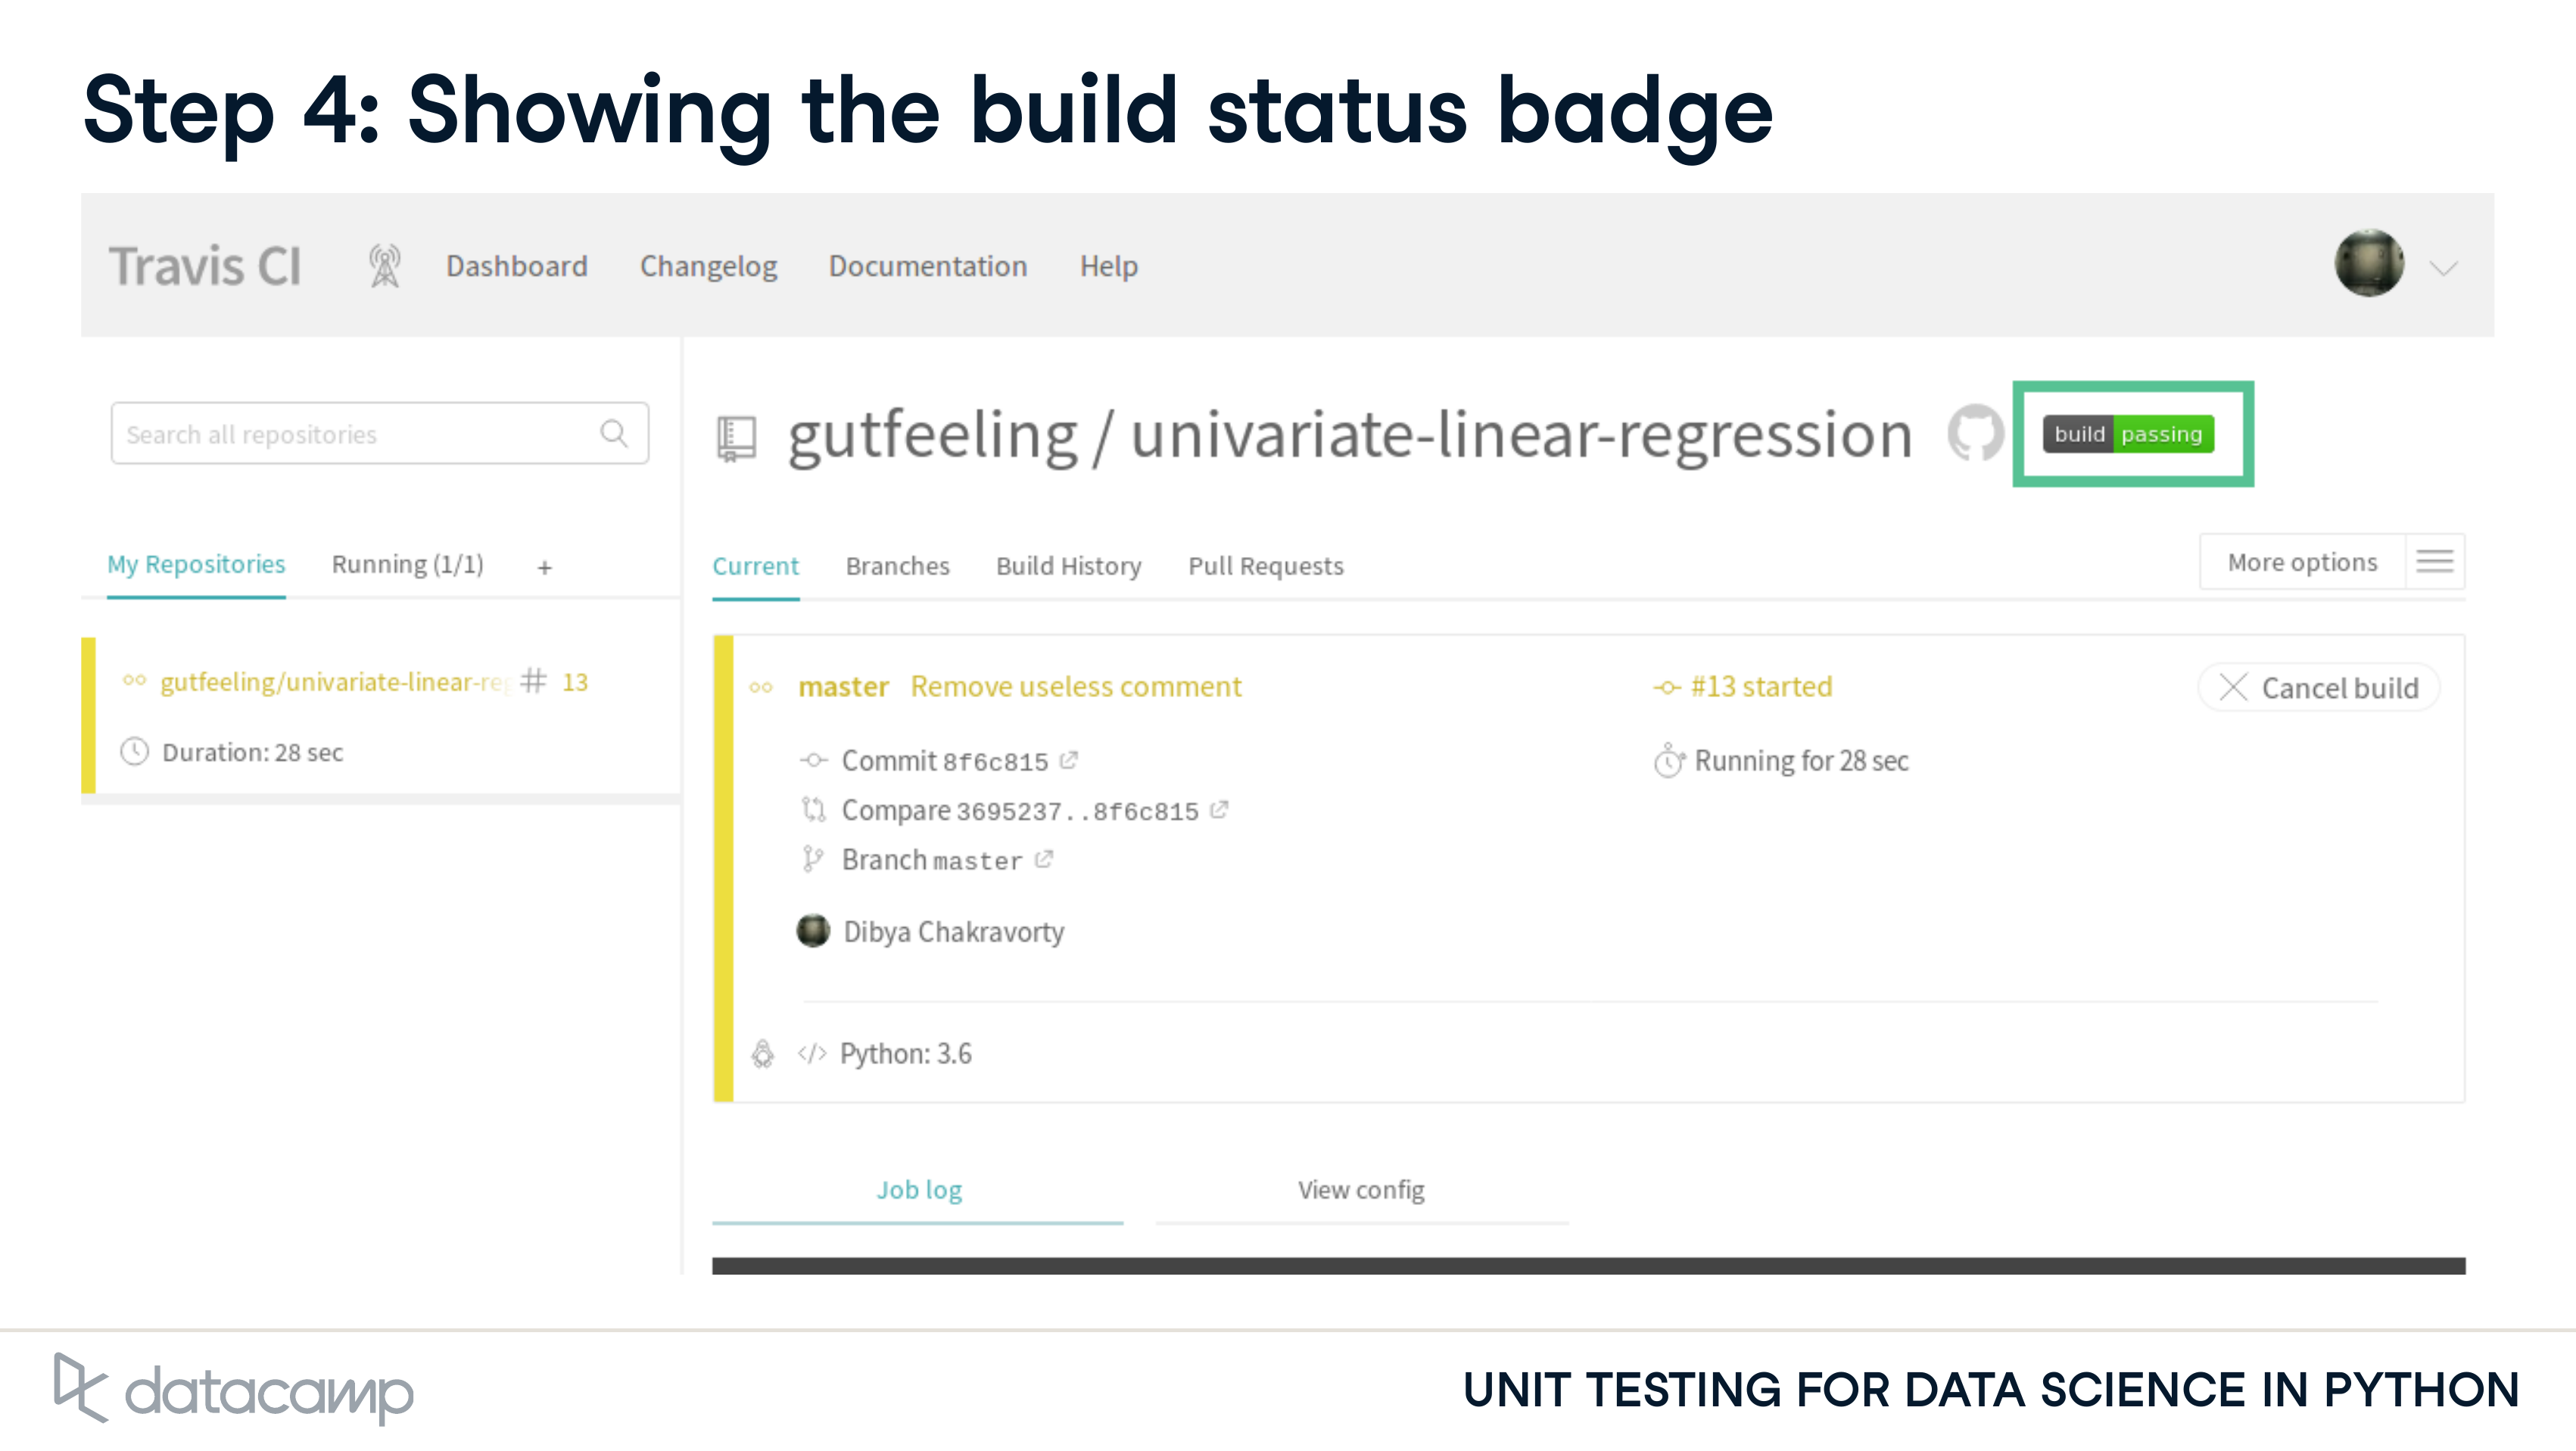 Step 4: Showing the build status badge
Travis CI Dashboard Changelog Documentation Help
Search all repositories
gutfeeling / univariate-linear-regression build passing
My Repositories Running (1/1) +
Current Branches Build History Pull Requests More options
gutfeeling/univariate-linear-reg # 13
Duration: 28 sec
master Remove useless comment #13 started Cancel build
Commit 8f6c815 Running for 28 sec
Compare 3695237..8f6c815
Branch master
Dibya Chakravorty
</> Python: 3.6
Job log View config
datacamp UNIT TESTING FOR DATA SCIENCE IN PYTHON